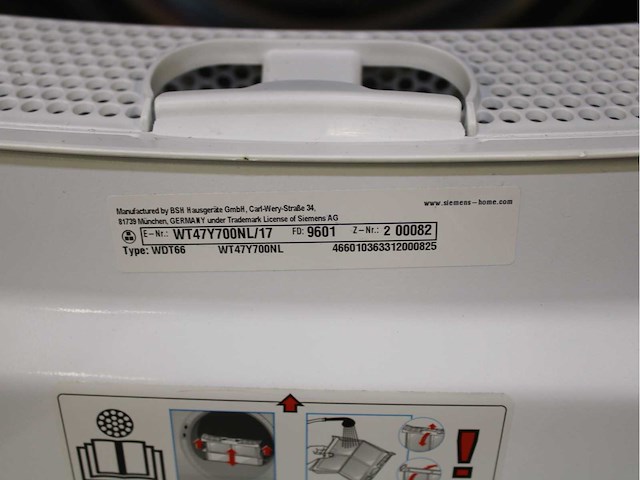 Manufactured by BSH Hausgeräte GmbH, Carl-Wery-Straße 34, www.siemens-home.com
81739 München, GERMANY under Trademark License of Siemens AG
E-Nr.: WT47Y700NL/17 FD: 9601 Z-Nr.: 2 00082
Type: WDT66 WT47Y700NL 466010363312000825
!